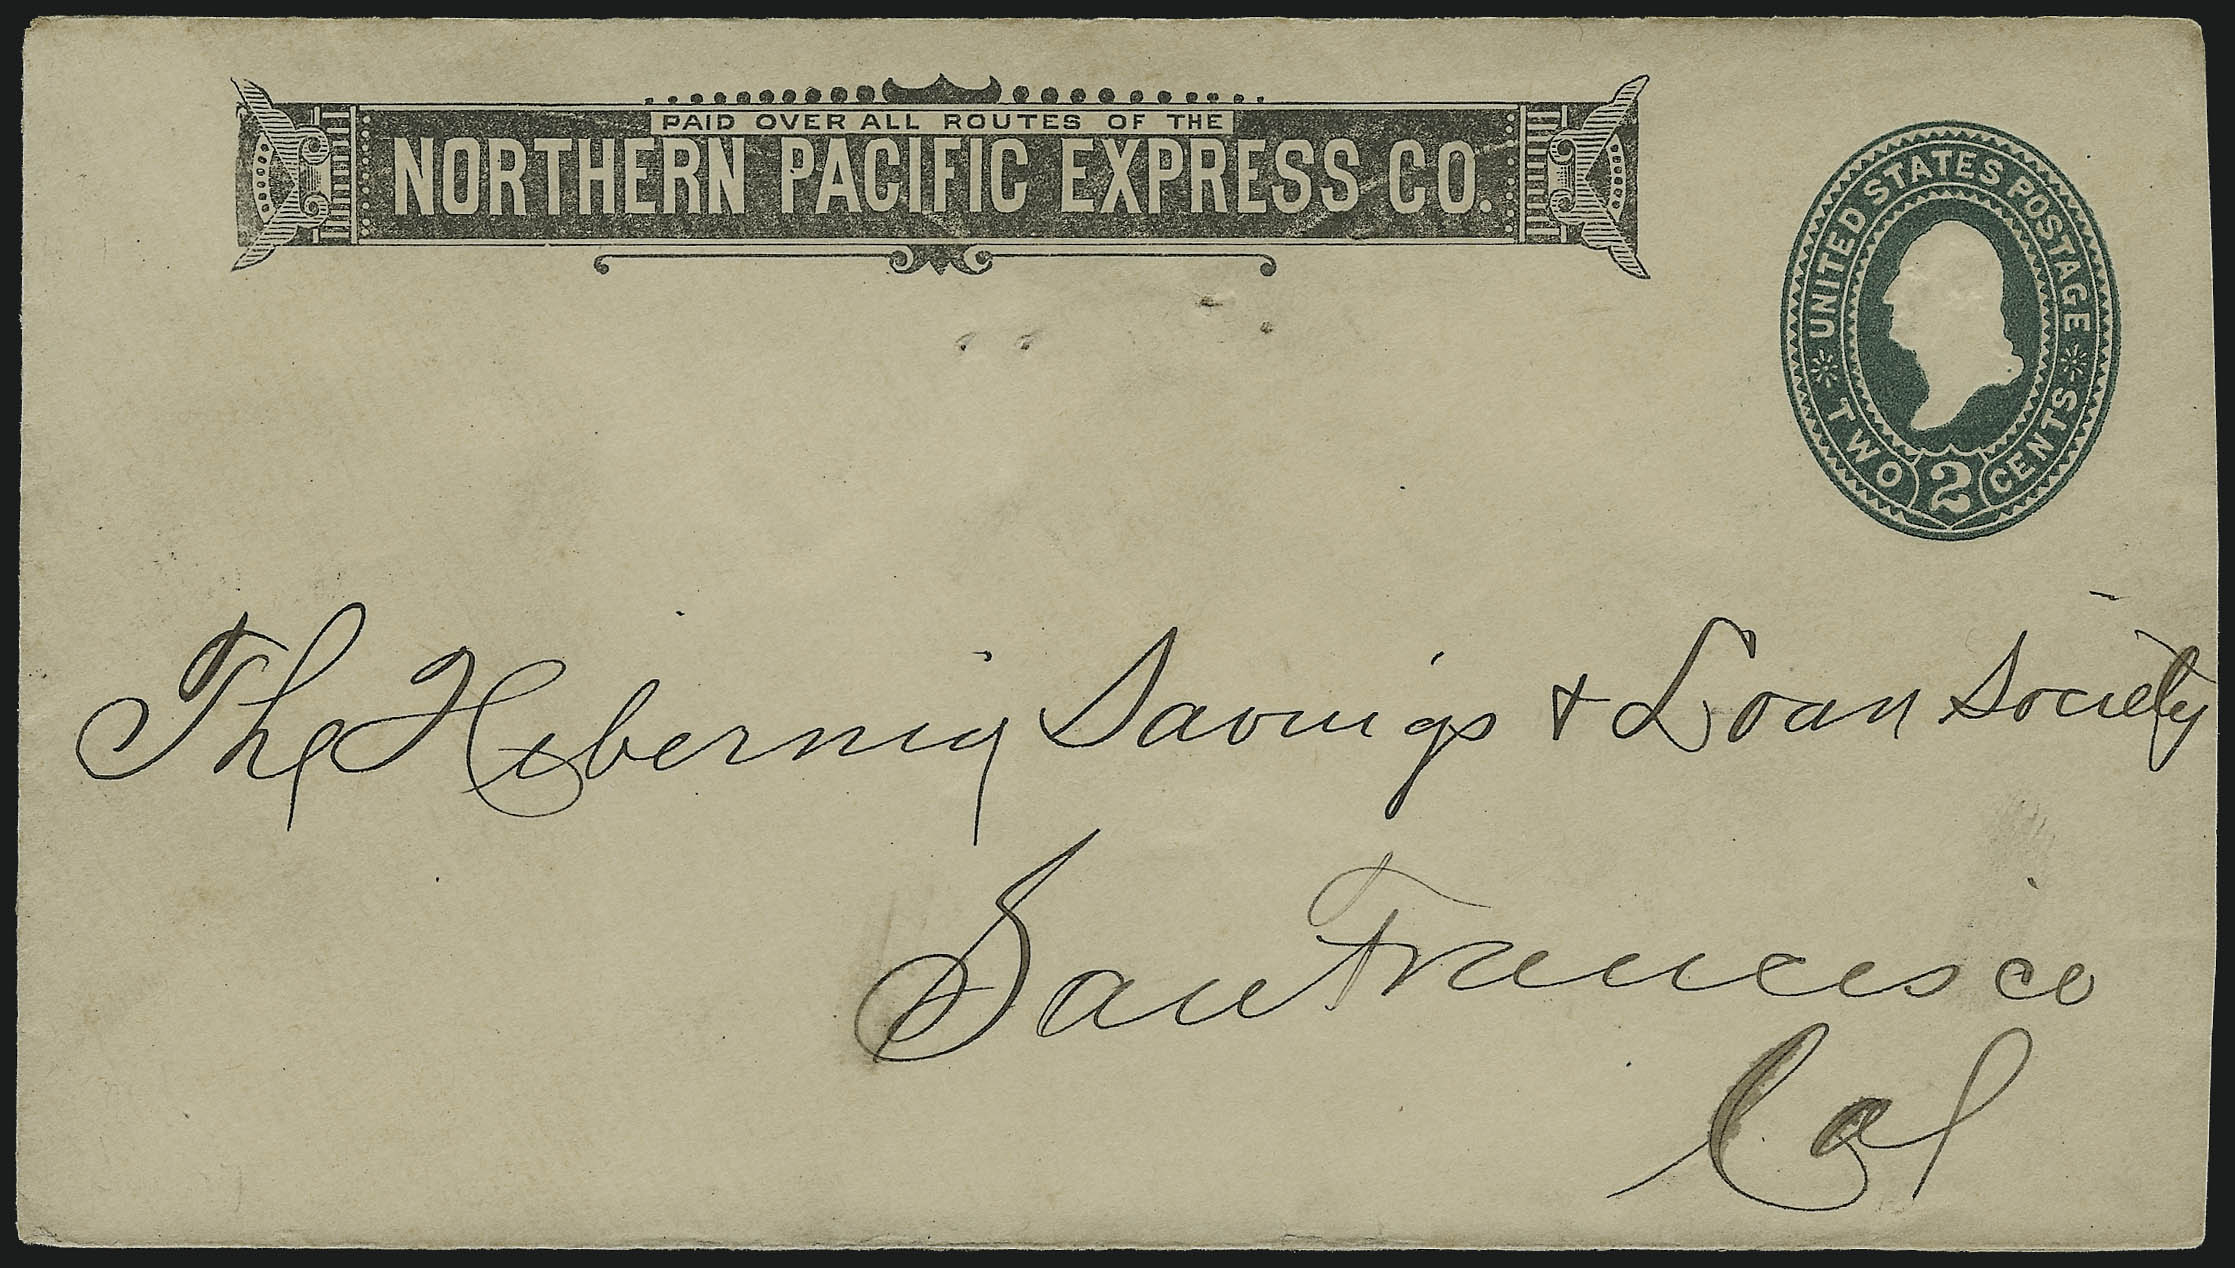 PAID OVER ALL ROUTES OF THE
NORTHERN PACIFIC EXPRESS CO.
UNITED STATES POSTAGE
TWO 2 CENTS
The Hibernia Savings & Loan Society
San Francisco
Cal